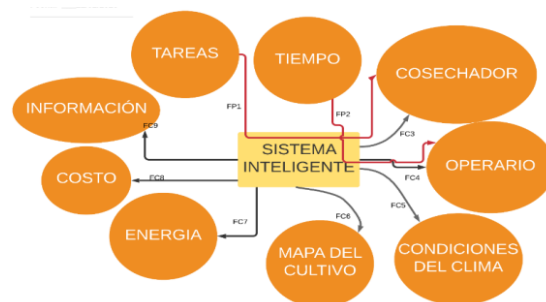 TAREAS
TIEMPO
COSECHADOR
INFORMACIÓN
FP1
FP2
FC9
FC3
SISTEMA
INTELIGENTE
OPERARIO
COSTO
FC8
FC4
FC5
ENERGIA
FC7
FC6
MAPA DEL
CULTIVO
CONDICIONES
DEL CLIMA